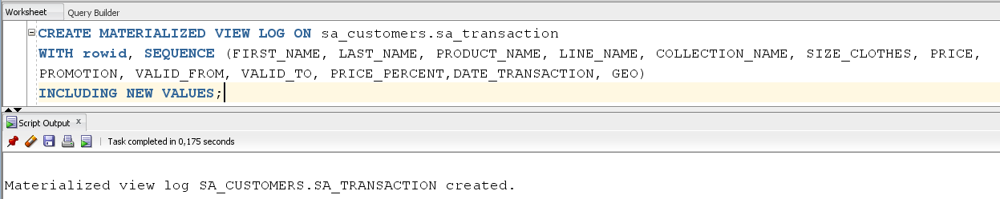 Worksheet Query Builder
CREATE MATERIALIZED VIEW LOG ON sa_customers.sa_transaction
WITH rowid, SEQUENCE (FIRST_NAME, LAST_NAME, PRODUCT_NAME, LINE_NAME, COLLECTION_NAME, SIZE_CLOTHES, PRICE,
PROMOTION, VALID_FROM, VALID_TO, PRICE_PERCENT,DATE_TRANSACTION, GEO)
INCLUDING NEW VALUES;
Script Output x
Task completed in 0,175 seconds
Materialized view log SA_CUSTOMERS.SA_TRANSACTION created.